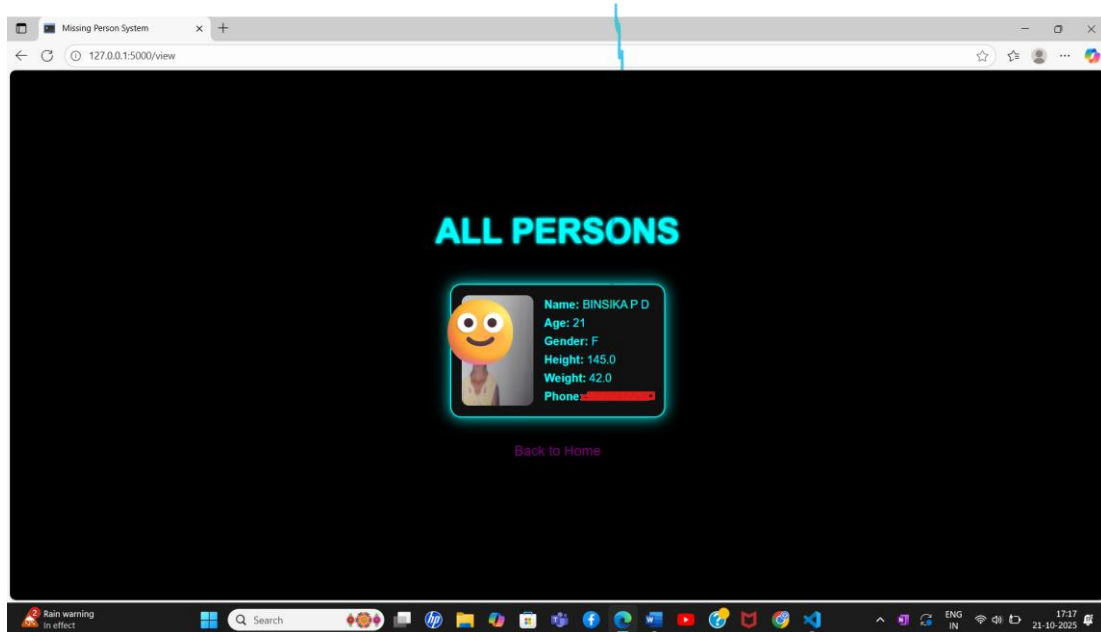 Missing Person System
127.0.0.1:5000/view
ALL PERSONS
Name: BINSIKA P D
Age: 21
Gender: F
Height: 145.0
Weight: 42.0
Phone:
Back to Home
2
Rain warning
In effect
Search
hp
ENG
IN
17:17
21-10-2025